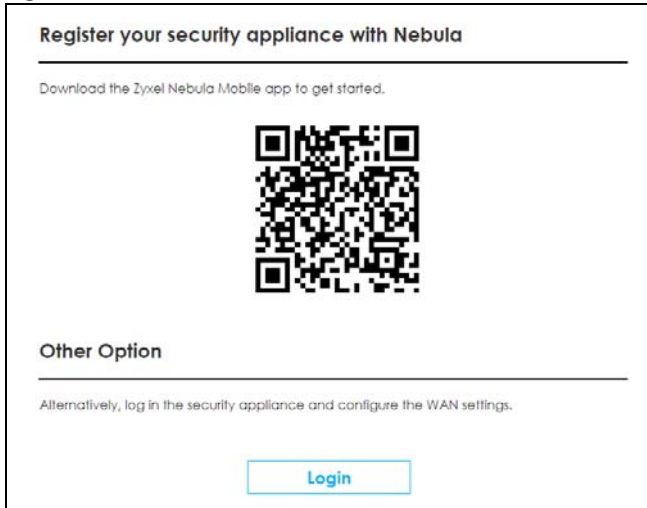 Register your security appliance with Nebula
Download the Zyxel Nebula Mobile app to get started.
Other Option
Alternatively, log in the security appliance and configure the WAN settings.
Login